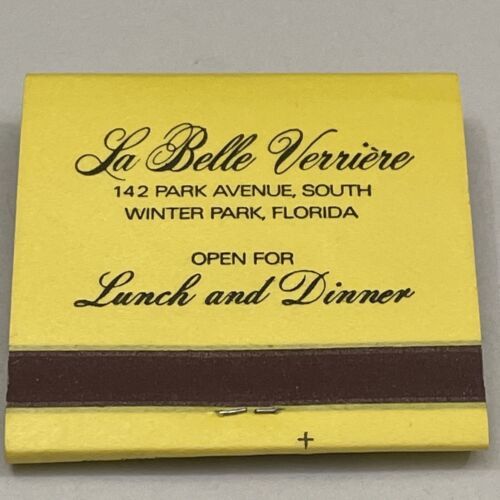 La Belle Verrière
142 PARK AVENUE, SOUTH
WINTER PARK, FLORIDA
OPEN FOR
Lunch and Dinner
+